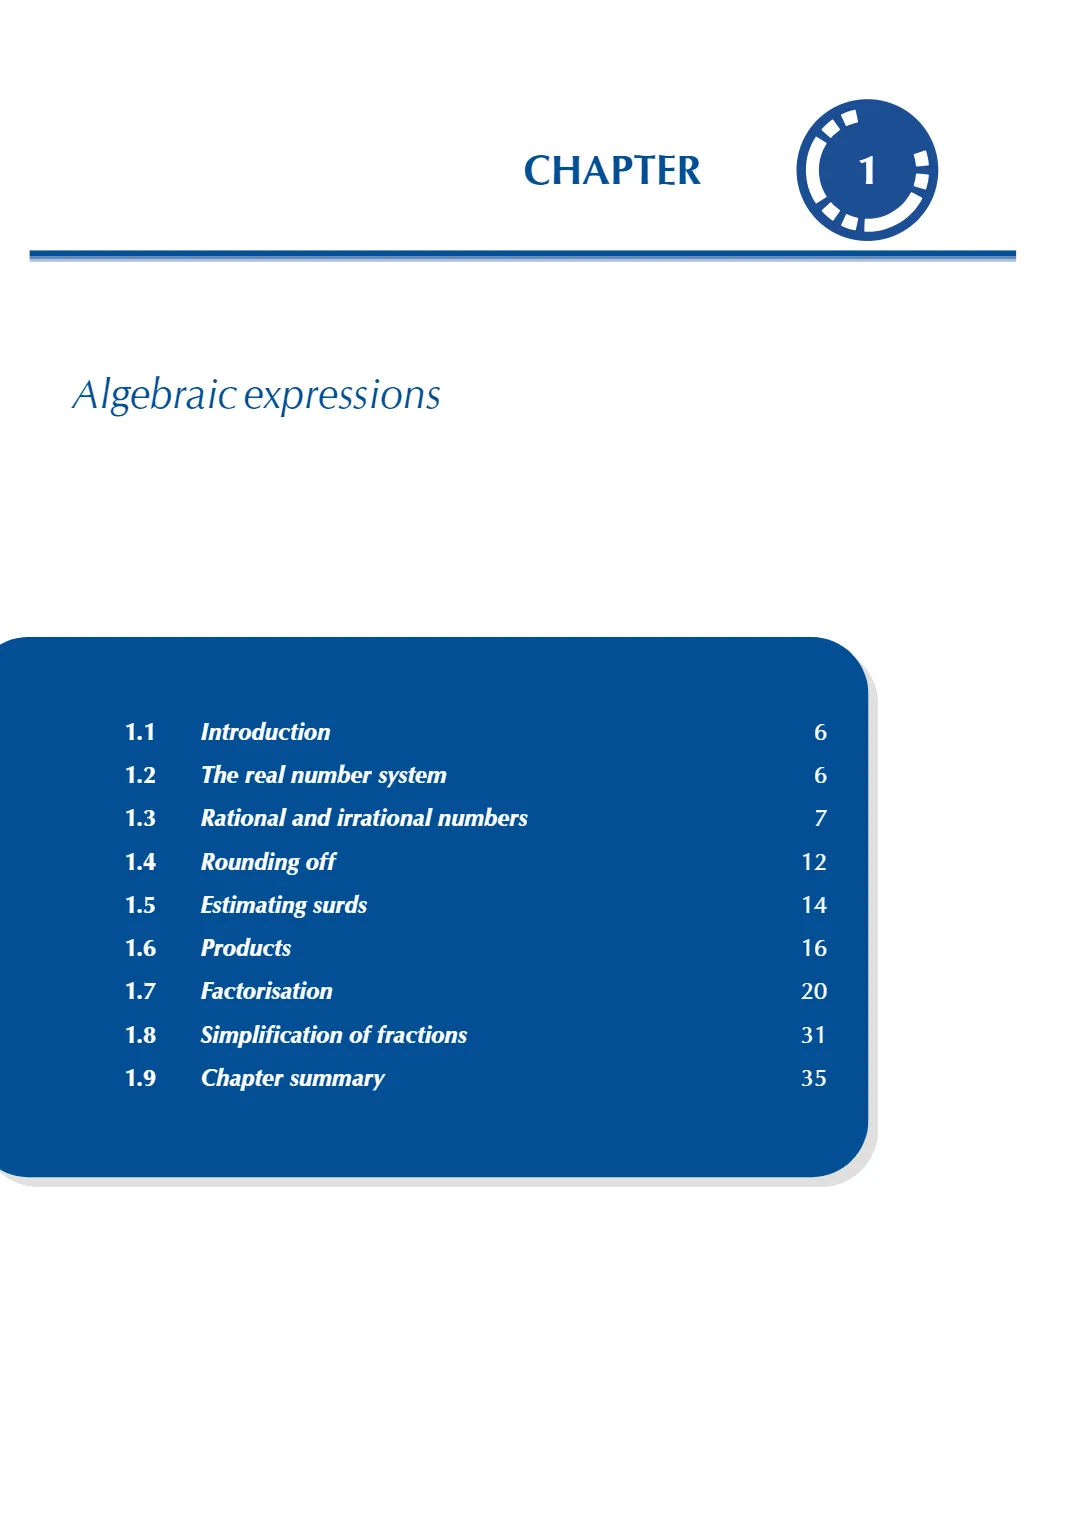 CHAPTER 1
Algebraic expressions
1.1 Introduction 6
1.2 The real number system 6
1.3 Rational and irrational numbers 7
1.4 Rounding off 12
1.5 Estimating surds 14
1.6 Products 16
1.7 Factorisation 20
1.8 Simplification of fractions 31
1.9 Chapter summary 35